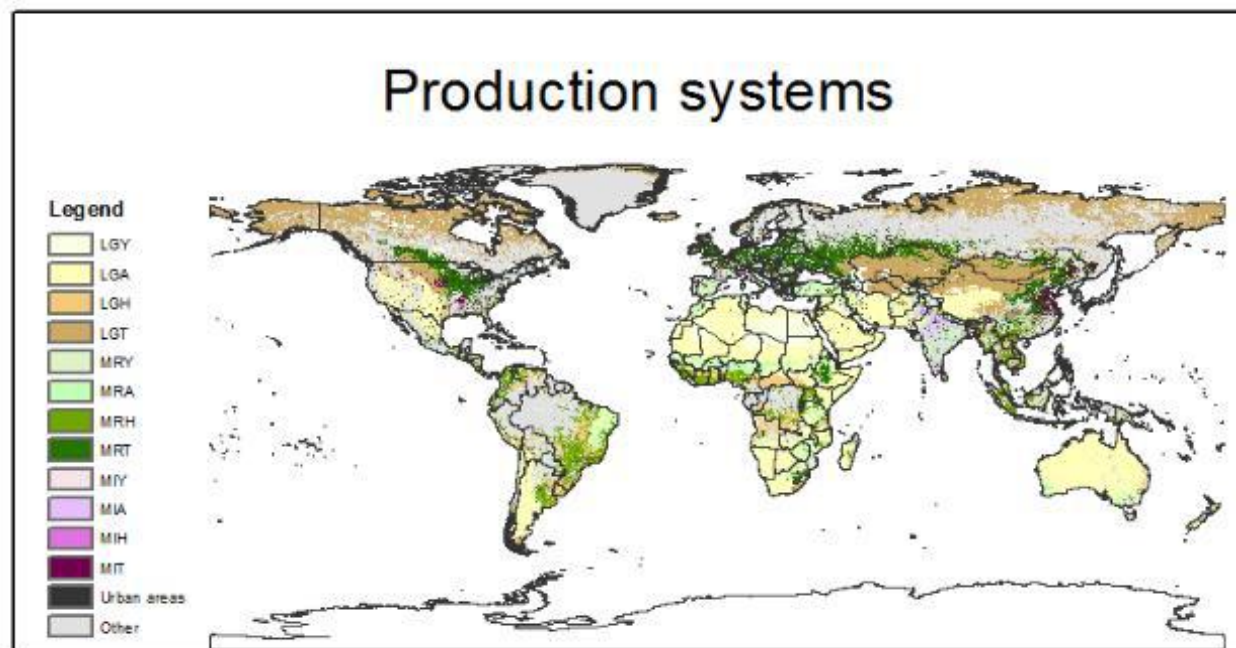 Production systems
Legend
LGY
LGA
LGH
LGT
MRY
MRA
MRH
MRT
MIY
MIA
MIH
MIT
Urban areas
Other